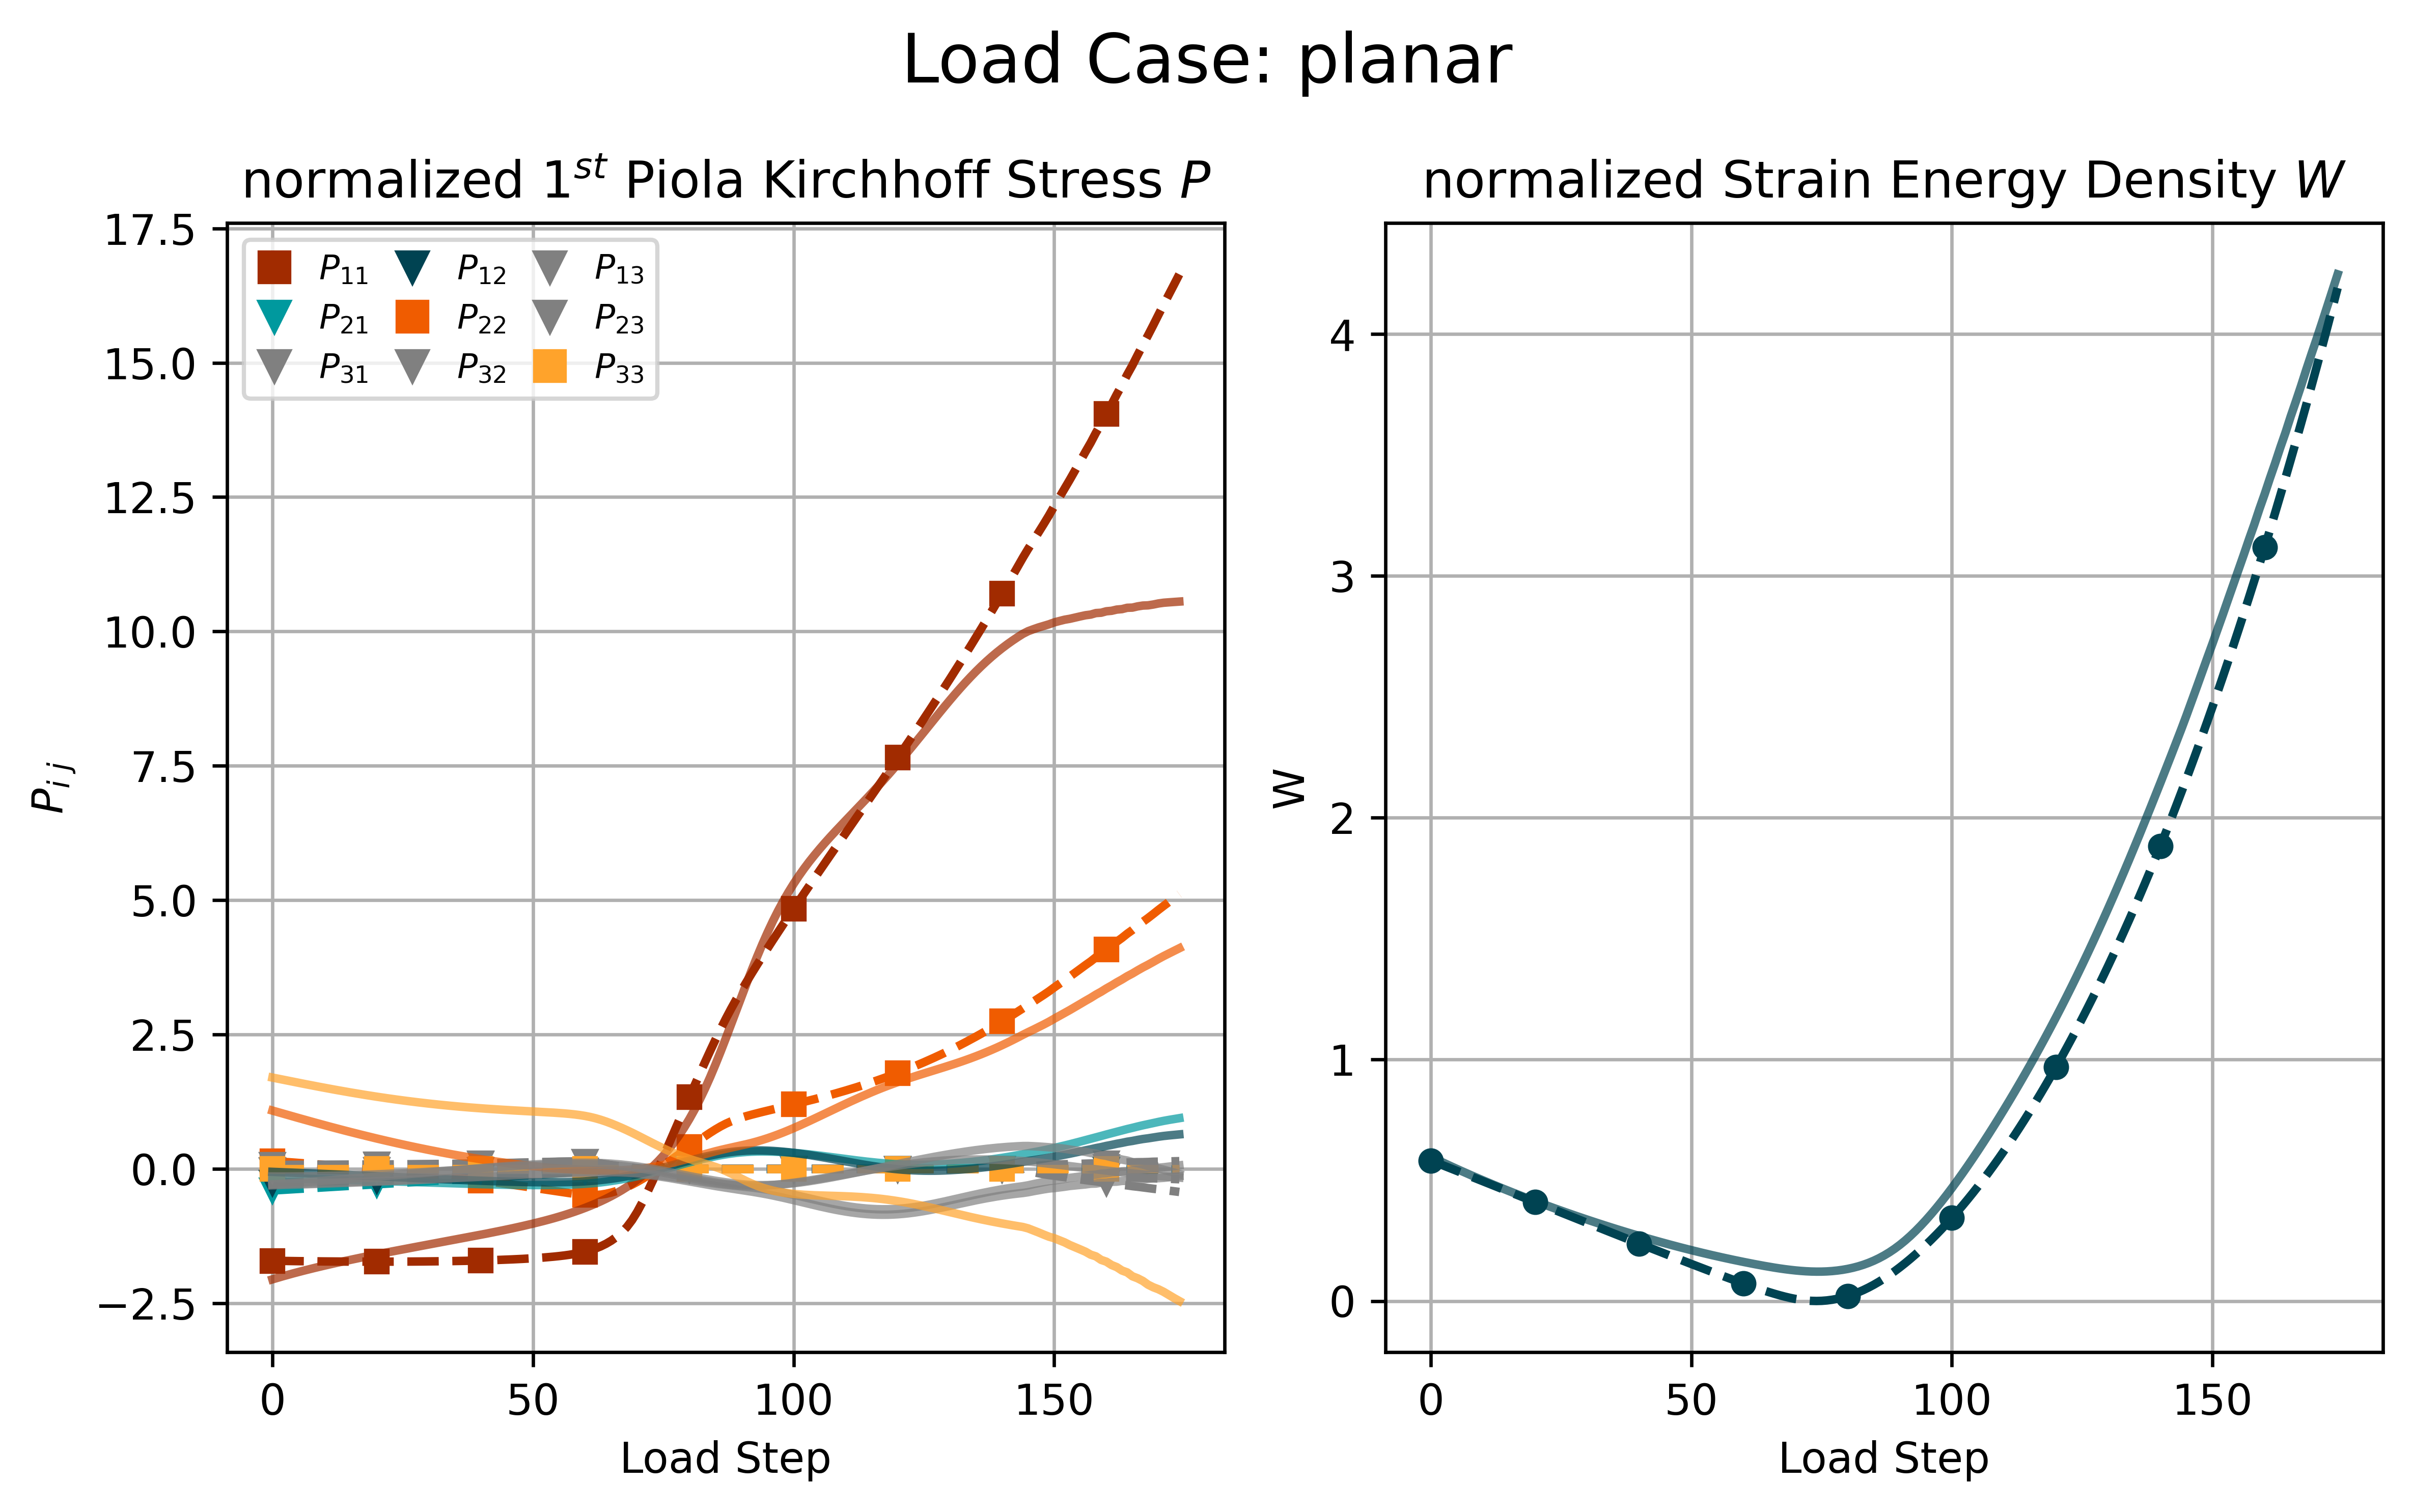 Load Case: planar
normalized 1st Piola Kirchhoff Stress P
17.5
15.0
12.5
10.0
7.5
5.0
2.5
0.0
−2.5
P11 P12 P13
P21 P22 P23
P31 P32 P33
Pi j
0 50 100 150
Load Step
normalized Strain Energy Density W
4
3
2
1
0
W
0 50 100 150
Load Step